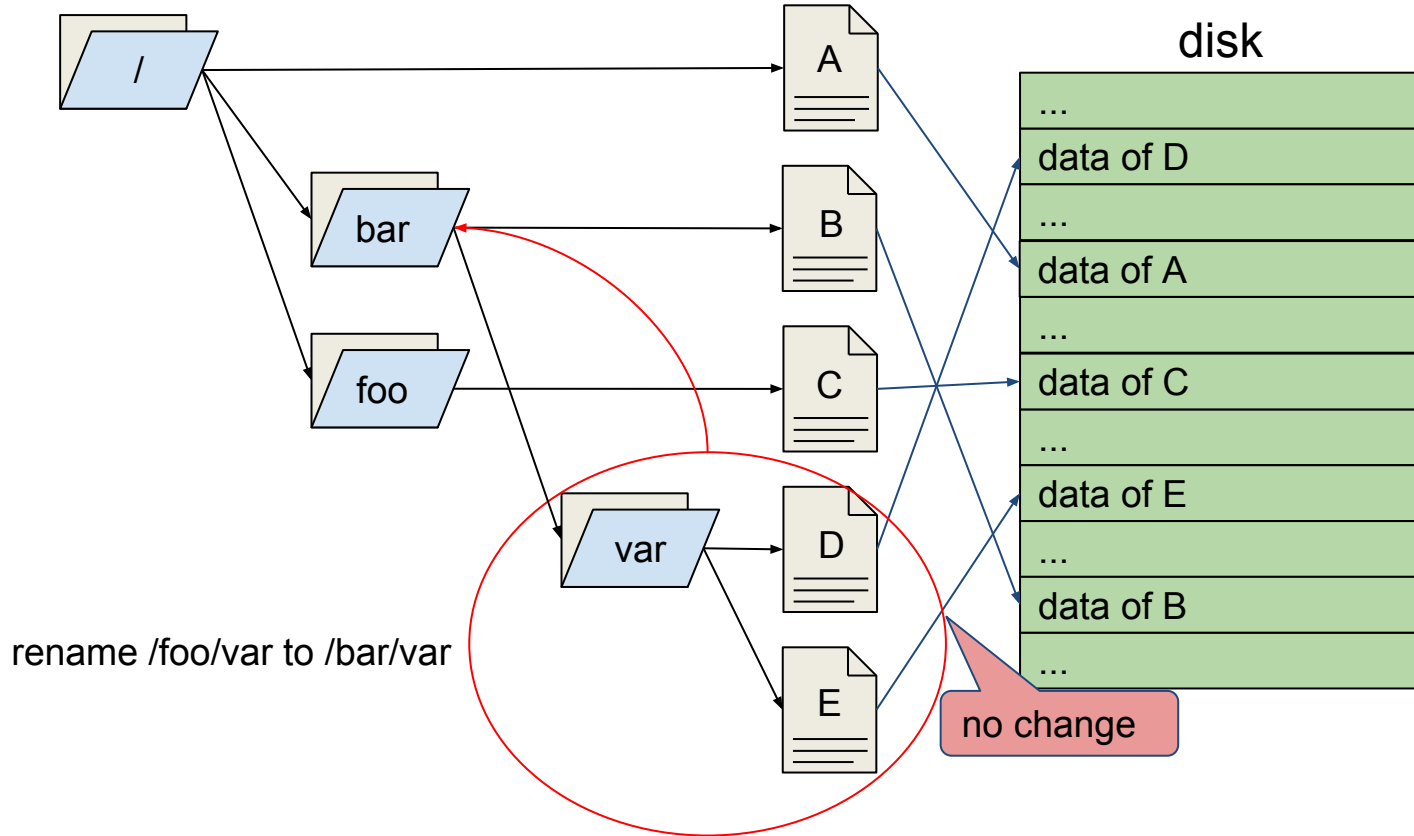 /
A
disk
...
data of D
bar
B
...
data of A
...
foo
C
data of C
...
data of E
var
D
...
data of B
rename /foo/var to /bar/var
...
E
no change